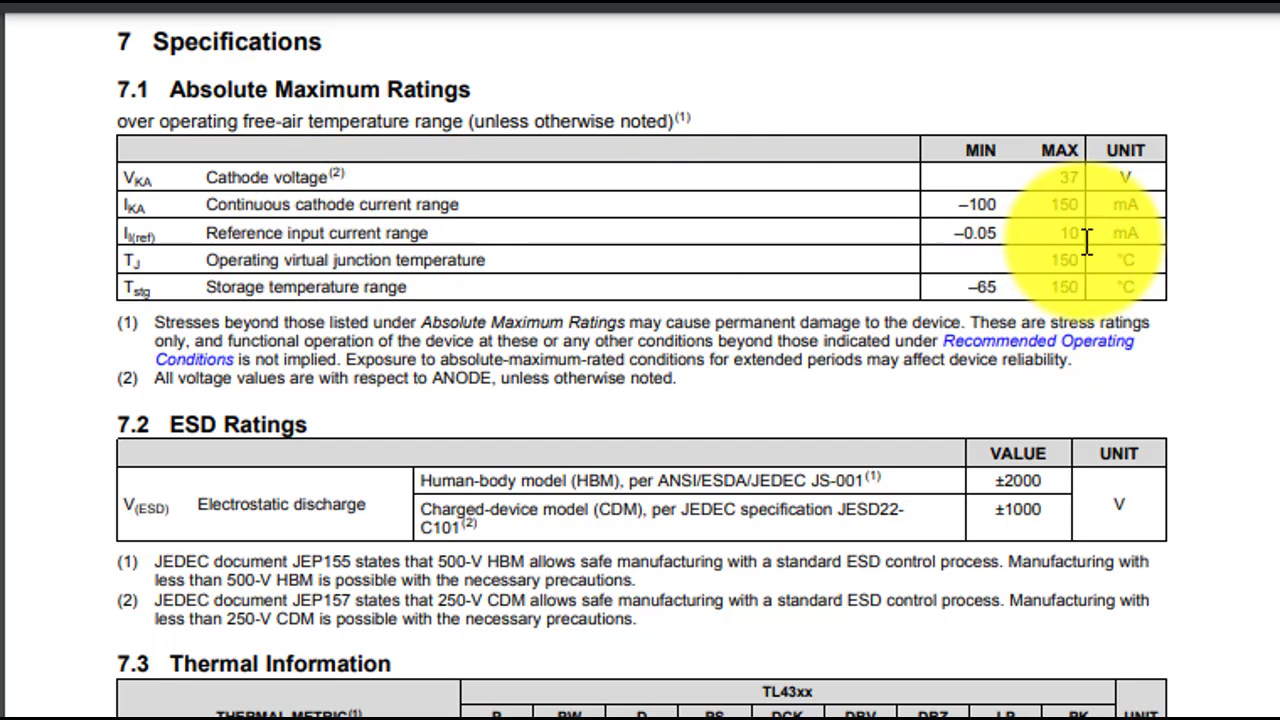 7 Specifications
7.1 Absolute Maximum Ratings
over operating free-air temperature range (unless otherwise noted)(1)
MIN MAX UNIT
VKA Cathode voltage(2) 37 V
IKA Continuous cathode current range –100 150 mA
II(ref) Reference input current range –0.05 10 mA
TJ Operating virtual junction temperature 150 °C
Tstg Storage temperature range –65 150 °C
(1) Stresses beyond those listed under Absolute Maximum Ratings may cause permanent damage to the device. These are stress ratings
only, and functional operation of the device at these or any other conditions beyond those indicated under Recommended Operating
Conditions is not implied. Exposure to absolute-maximum-rated conditions for extended periods may affect device reliability.
(2) All voltage values are with respect to ANODE, unless otherwise noted.
7.2 ESD Ratings
VALUE UNIT
V(ESD) Electrostatic discharge Human-body model (HBM), per ANSI/ESDA/JEDEC JS-001(1) ±2000 V
Charged-device model (CDM), per JEDEC specification JESD22- ±1000
C101(2)
(1) JEDEC document JEP155 states that 500-V HBM allows safe manufacturing with a standard ESD control process. Manufacturing with
less than 500-V HBM is possible with the necessary precautions.
(2) JEDEC document JEP157 states that 250-V CDM allows safe manufacturing with a standard ESD control process. Manufacturing with
less than 250-V CDM is possible with the necessary precautions.
7.3 Thermal Information
TL43xx
THERMAL METRIC(1) P PW D PS DCK DBV DBZ LP PK UNIT